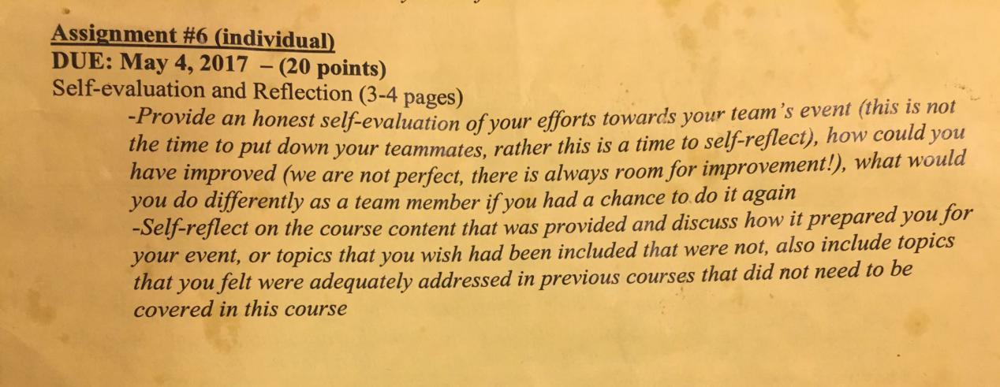 Assignment #6 (individual)
DUE: May 4, 2017 – (20 points)
Self-evaluation and Reflection (3-4 pages)
-Provide an honest self-evaluation of your efforts towards your team's event (this is not
the time to put down your teammates, rather this is a time to self-reflect), how could you
have improved (we are not perfect, there is always room for improvement!), what would
you do differently as a team member if you had a chance to do it again
-Self-reflect on the course content that was provided and discuss how it prepared you for
your event, or topics that you wish had been included that were not, also include topics
that you felt were adequately addressed in previous courses that did not need to be
covered in this course